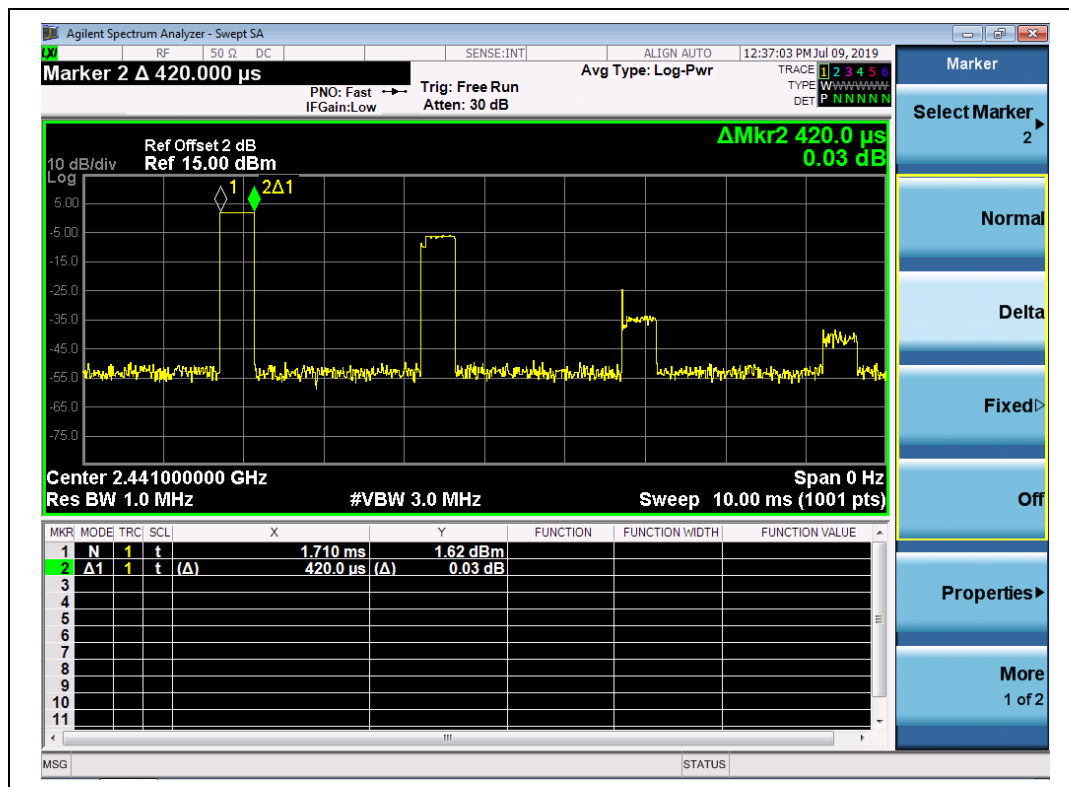 Agilent Spectrum Analyzer - Swept SA
LXI RF 50 Ω DC SENSE:INT ALIGN AUTO 12:37:03 PM Jul 09, 2019
Marker 2 Δ 420.000 µs
PNO: Fast
IFGain:Low
Trig: Free Run
Atten: 30 dB
Avg Type: Log-Pwr
TRACE 1 2 3 4 5 6
TYPE WWWWWWW
DET P N N N N N
ΔMkr2 420.0 µs
0.03 dB
Ref Offset 2 dB
10 dB/div Ref 15.00 dBm
Log
1 2Δ1
5.00
-5.00
-15.0
-25.0
-35.0
-45.0
-55.0
-65.0
-75.0
Center 2.441000000 GHz Span 0 Hz
Res BW 1.0 MHz #VBW 3.0 MHz Sweep 10.00 ms (1001 pts)
MKR MODE TRC SCL X Y FUNCTION FUNCTION WIDTH FUNCTION VALUE
1 N 1 t 1.710 ms 1.62 dBm
2 Δ1 1 t (Δ) 420.0 µs (Δ) 0.03 dB
3
4
5
6
7
8
9
10
11
MSG STATUS
Marker
Select Marker
2
Normal
Delta
Fixed
Off
Properties
More
1 of 2